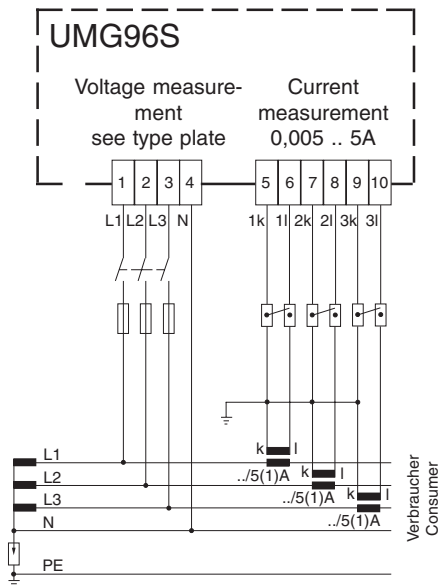 UMG96S
Voltage measure-
ment
see type plate
Current
measurement
0,005 .. 5A
1 2 3 4
5 6 7 8 9 10
L1 L2 L3 N
1k 1l 2k 2l 3k 3l
L1
k l
../5(1)A
L2
k l
../5(1)A
L3
k l
../5(1)A
N
PE
Verbraucher
Consumer